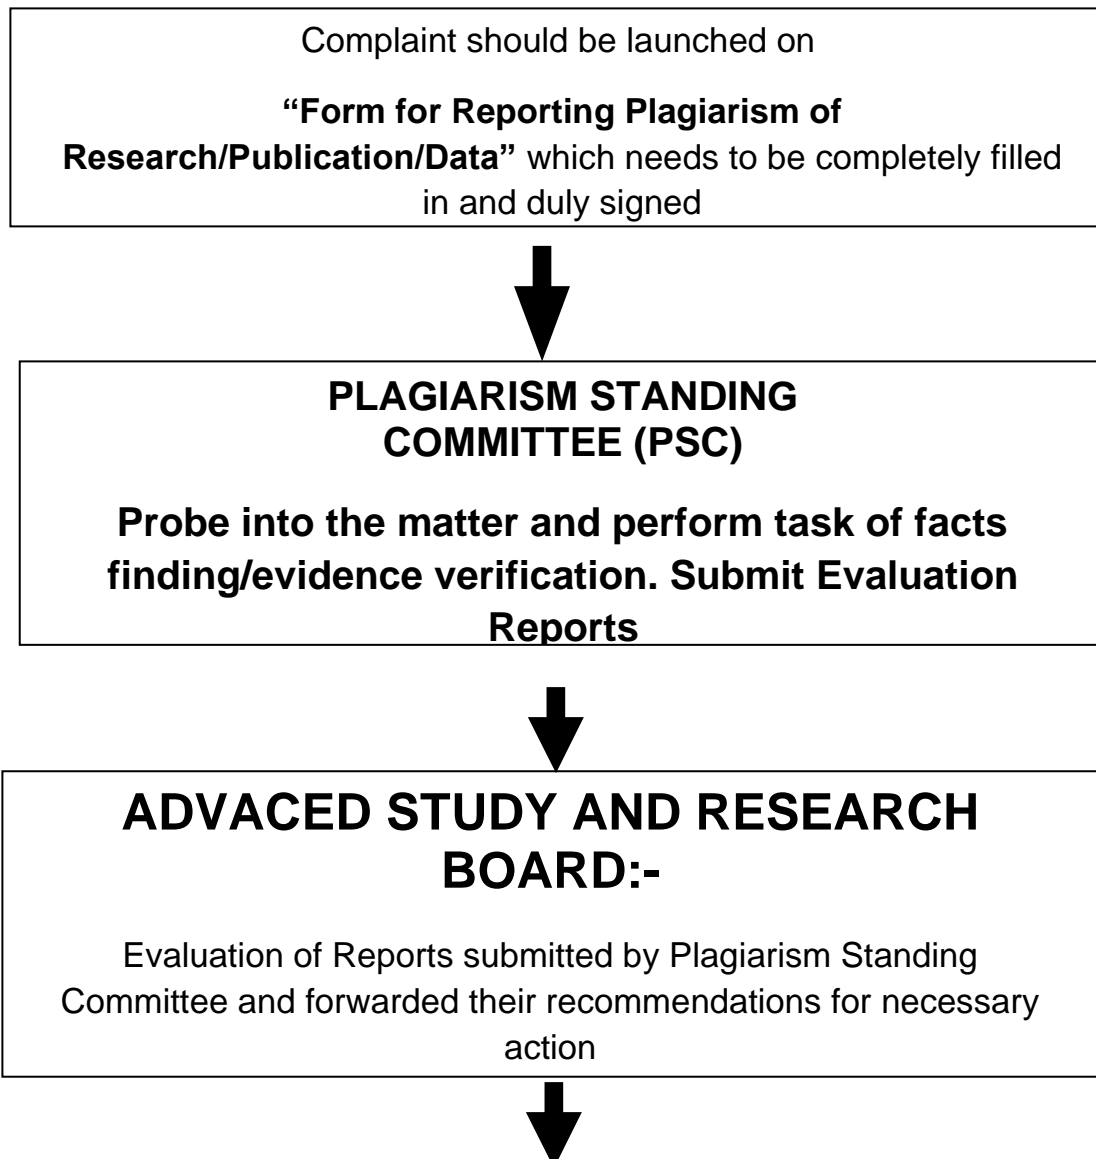 Complaint should be launched on
“Form for Reporting Plagiarism of
Research/Publication/Data” which needs to be completely filled
in and duly signed
PLAGIARISM STANDING
COMMITTEE (PSC)
Probe into the matter and perform task of facts
finding/evidence verification. Submit Evaluation
Reports
ADVACED STUDY AND RESEARCH
BOARD:-
Evaluation of Reports submitted by Plagiarism Standing
Committee and forwarded their recommendations for necessary
action